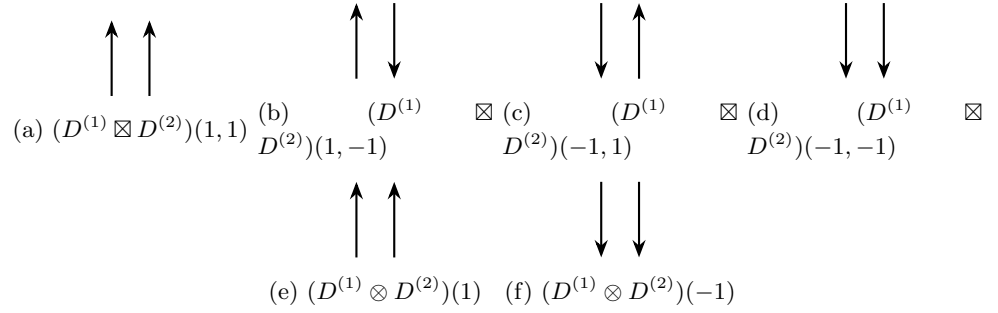 (a) (D^{(1)} ⊠ D^{(2)})(1, 1)
(b) (D^{(1)} ⊠
D^{(2)})(1, −1)
(c) (D^{(1)} ⊠
D^{(2)})(−1, 1)
(d) (D^{(1)} ⊠
D^{(2)})(−1, −1)
(e) (D^{(1)} ⊗ D^{(2)})(1)
(f) (D^{(1)} ⊗ D^{(2)})(−1)